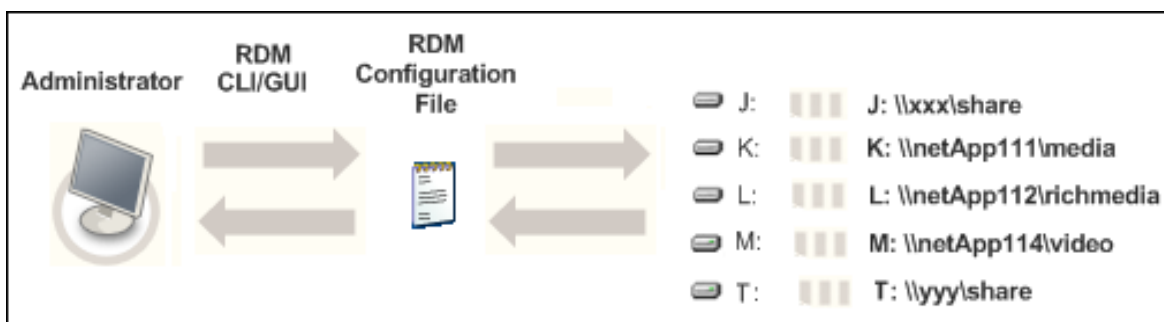 Administrator
RDM
CLI/GUI
RDM
Configuration
File
J: J: \\xxx\share
K: K: \\netApp111\media
L: L: \\netApp112\richmedia
M: M: \\netApp114\video
T: T: \\yyy\share